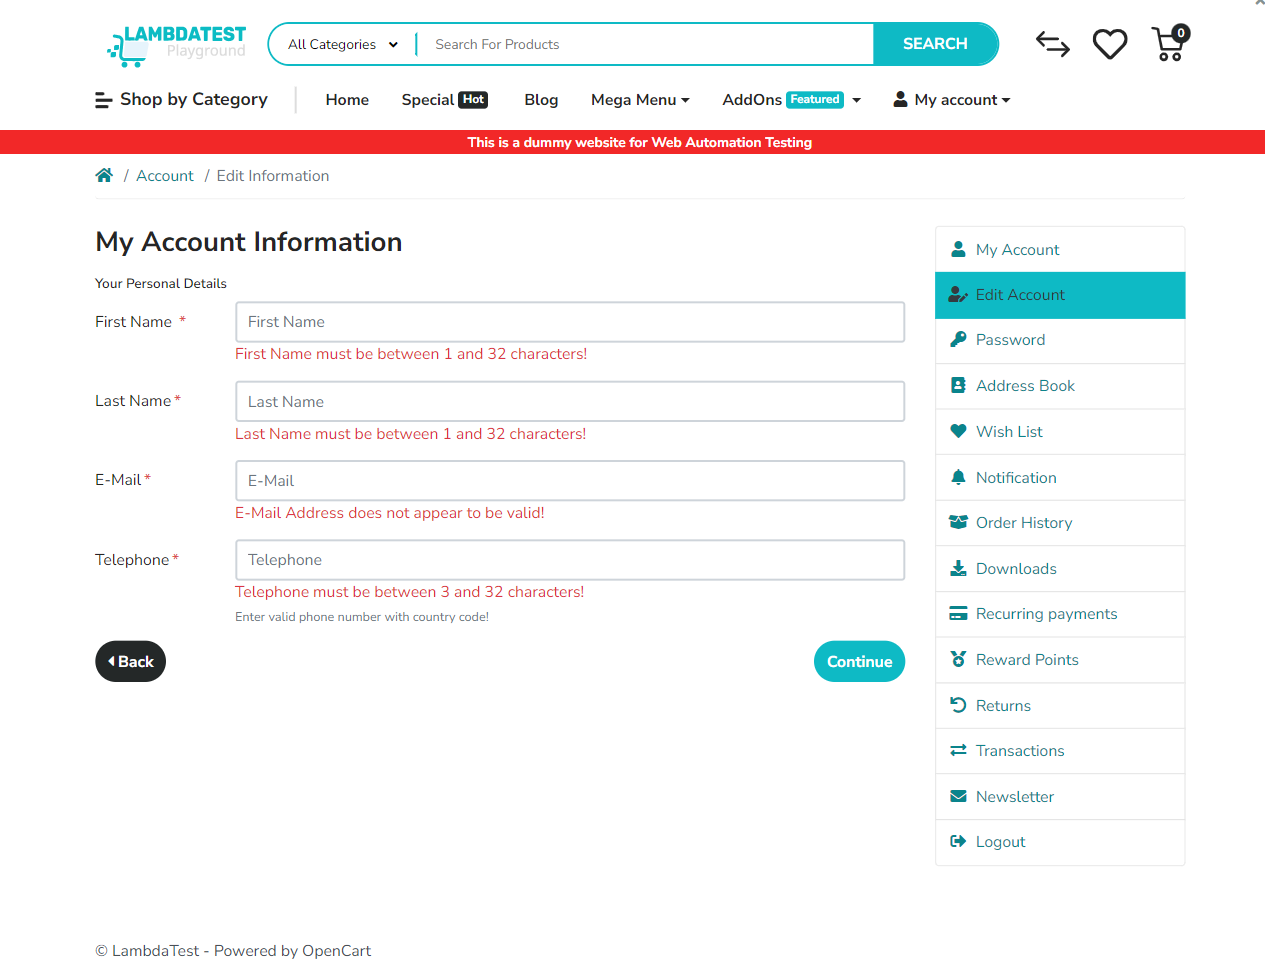 LAMBDATEST
Playground
All Categories
Search For Products
SEARCH
0
Shop by Category
Home
Special Hot
Blog
Mega Menu
AddOns Featured
My account
This is a dummy website for Web Automation Testing
/ Account / Edit Information
My Account Information
Your Personal Details
First Name *
First Name
First Name must be between 1 and 32 characters!
Last Name *
Last Name
Last Name must be between 1 and 32 characters!
E-Mail *
E-Mail
E-Mail Address does not appear to be valid!
Telephone *
Telephone
Telephone must be between 3 and 32 characters!
Enter valid phone number with country code!
Back
Continue
My Account
Edit Account
Password
Address Book
Wish List
Notification
Order History
Downloads
Recurring payments
Reward Points
Returns
Transactions
Newsletter
Logout
© LambdaTest - Powered by OpenCart